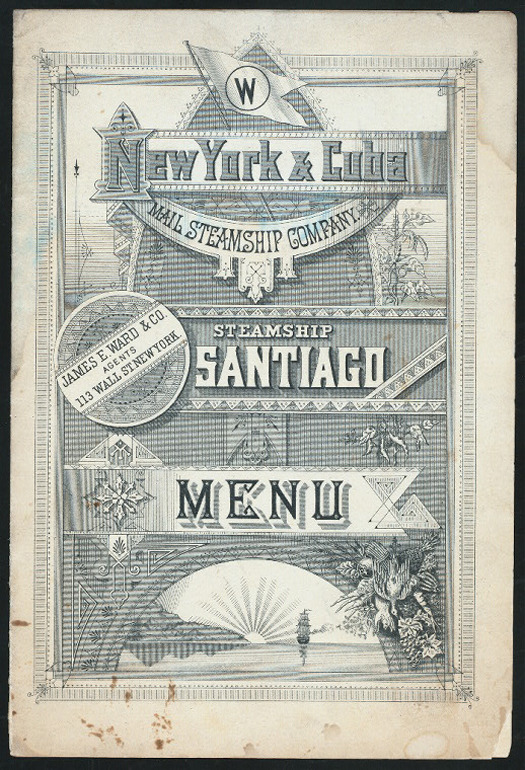 W
New York & Cuba
MAIL STEAMSHIP COMPANY.
JAMES E. WARD & CO.
AGENTS
113 WALL ST. NEW YORK
STEAMSHIP
SANTIAGO
MENU